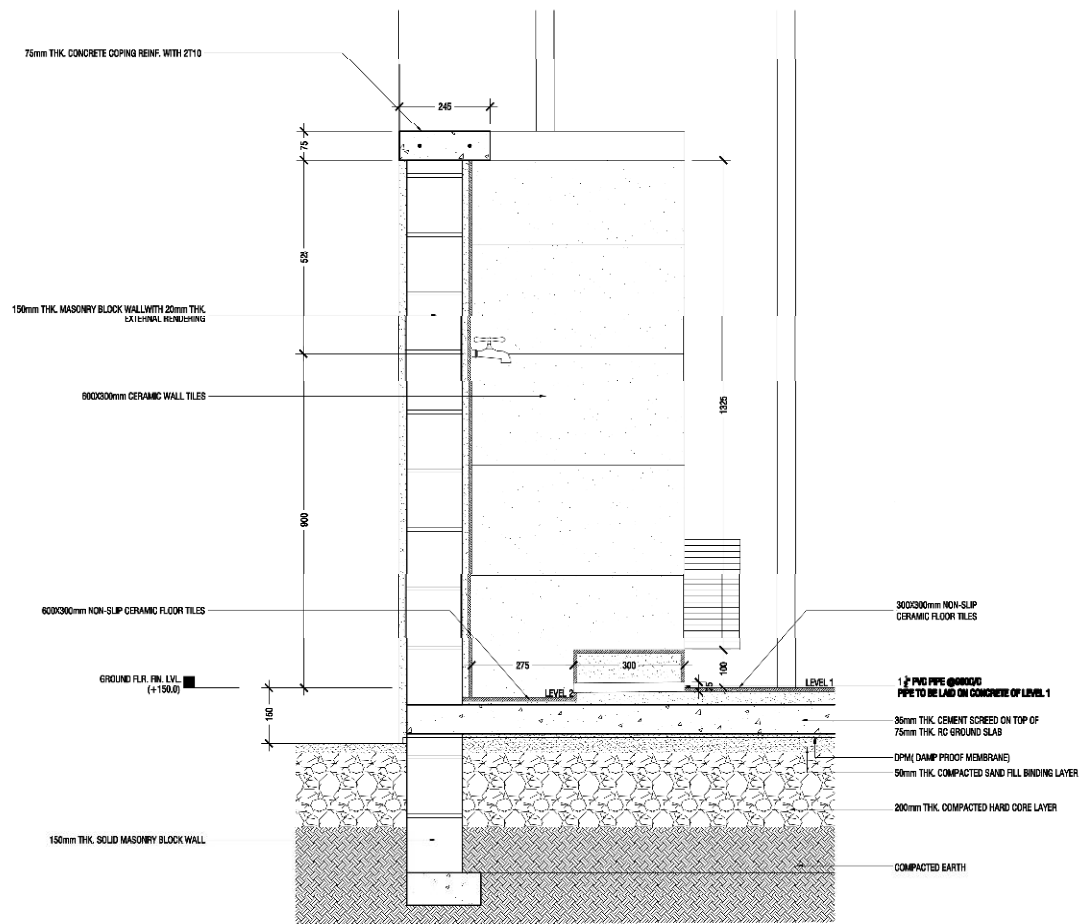 75mm THK. CONCRETE COPING REINF. WITH 2T10
245
75
525
150mm THK. MASONRY BLOCK WALLWITH 20mm THK.
EXTERNAL RENDERING
600X300mm CERAMIC WALL TILES
1325
900
600X300mm NON-SLIP CERAMIC FLOOR TILES
300X300mm NON-SLIP
CERAMIC FLOOR TILES
275
300
100
25
GROUND FLR. FIN. LVL.
(+150.0)
LEVEL 2
LEVEL 1
PVC PIPE
PIPE TO BE LAID ON CONCRETE OF LEVEL 1
150
35mm THK. CEMENT SCREED ON TOP OF
75mm THK. RC GROUND SLAB
DPM( DAMP PROOF MEMBRANE)
50mm THK. COMPACTED SAND FILL BINDING LAYER
200mm THK. COMPACTED HARD CORE LAYER
150mm THK. SOLID MASONRY BLOCK WALL
COMPACTED EARTH